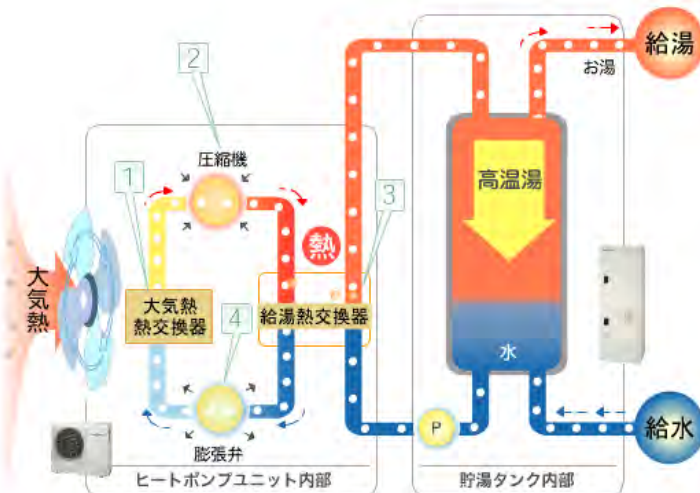 2
給湯
お湯
圧縮機
1
3
高温湯
熱
大気熱
大気熱
熱交換器
給湯熱交換器
4
水
P
給水
膨張弁
ヒートポンプユニット内部
貯湯タンク内部